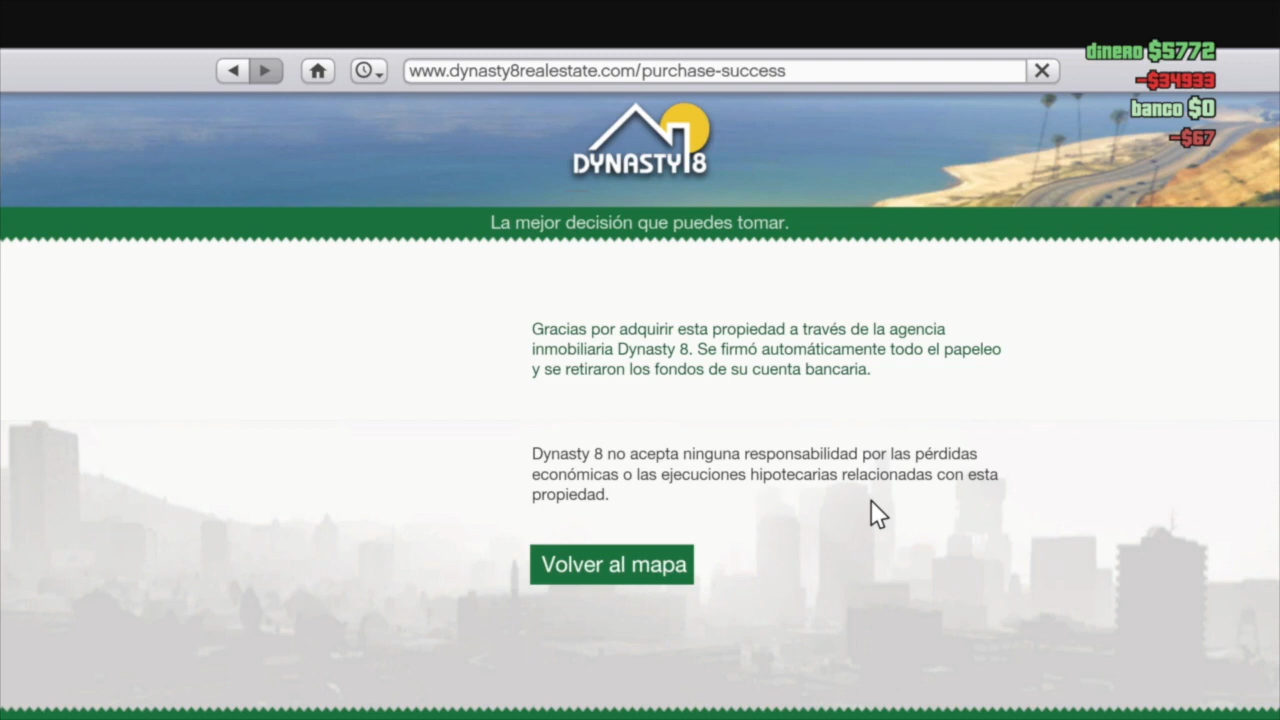 dinero $5772
-$34933
banco $0
-$67
www.dynasty8realestate.com/purchase-success
DYNASTY 8
La mejor decisión que puedes tomar.
Gracias por adquirir esta propiedad a través de la agencia
inmobiliaria Dynasty 8. Se firmó automáticamente todo el papeleo
y se retiraron los fondos de su cuenta bancaria.
Dynasty 8 no acepta ninguna responsabilidad por las pérdidas
económicas o las ejecuciones hipotecarias relacionadas con esta
propiedad.
Volver al mapa